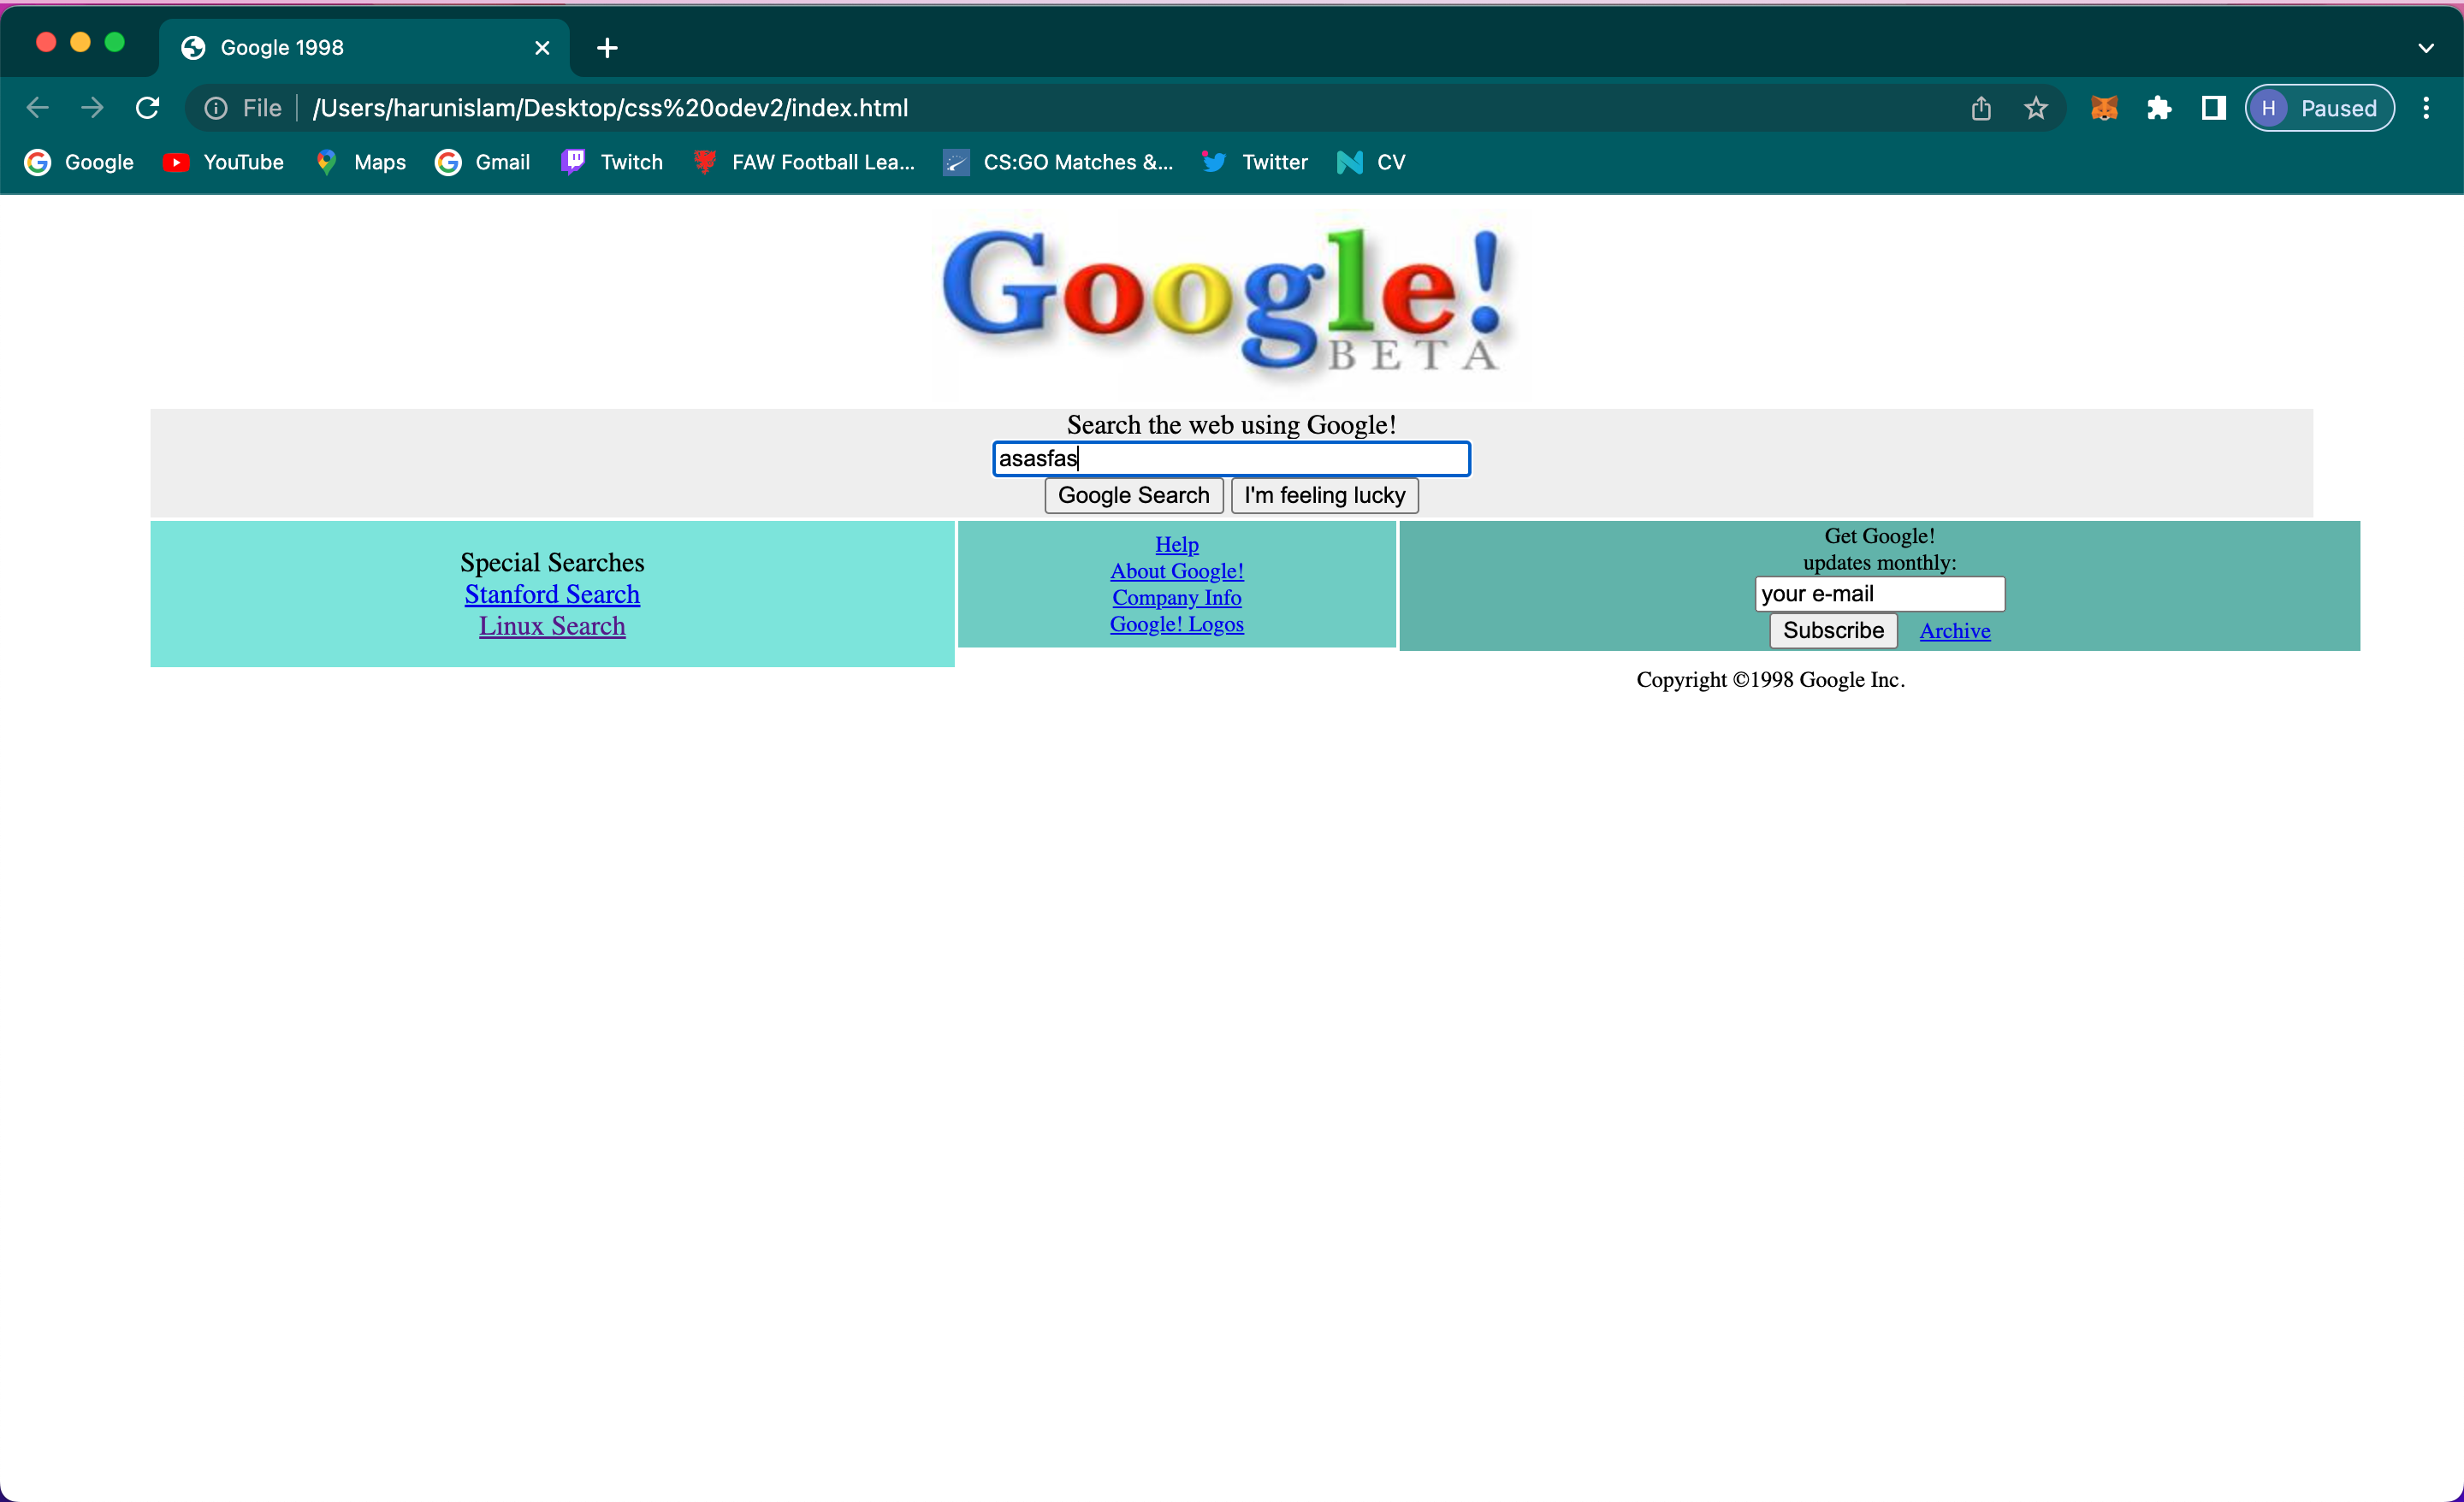 Google 1998
File /Users/harunislam/Desktop/css%20odev2/index.html
H Paused
Google YouTube Maps Gmail Twitch FAW Football Lea... CS:GO Matches &... Twitter CV
Google!
BETA
Search the web using Google!
asasfas
Google Search I'm feeling lucky
Special Searches
Stanford Search
Linux Search
Help
About Google!
Company Info
Google! Logos
Get Google!
updates monthly:
your e-mail
Subscribe Archive
Copyright ©1998 Google Inc.